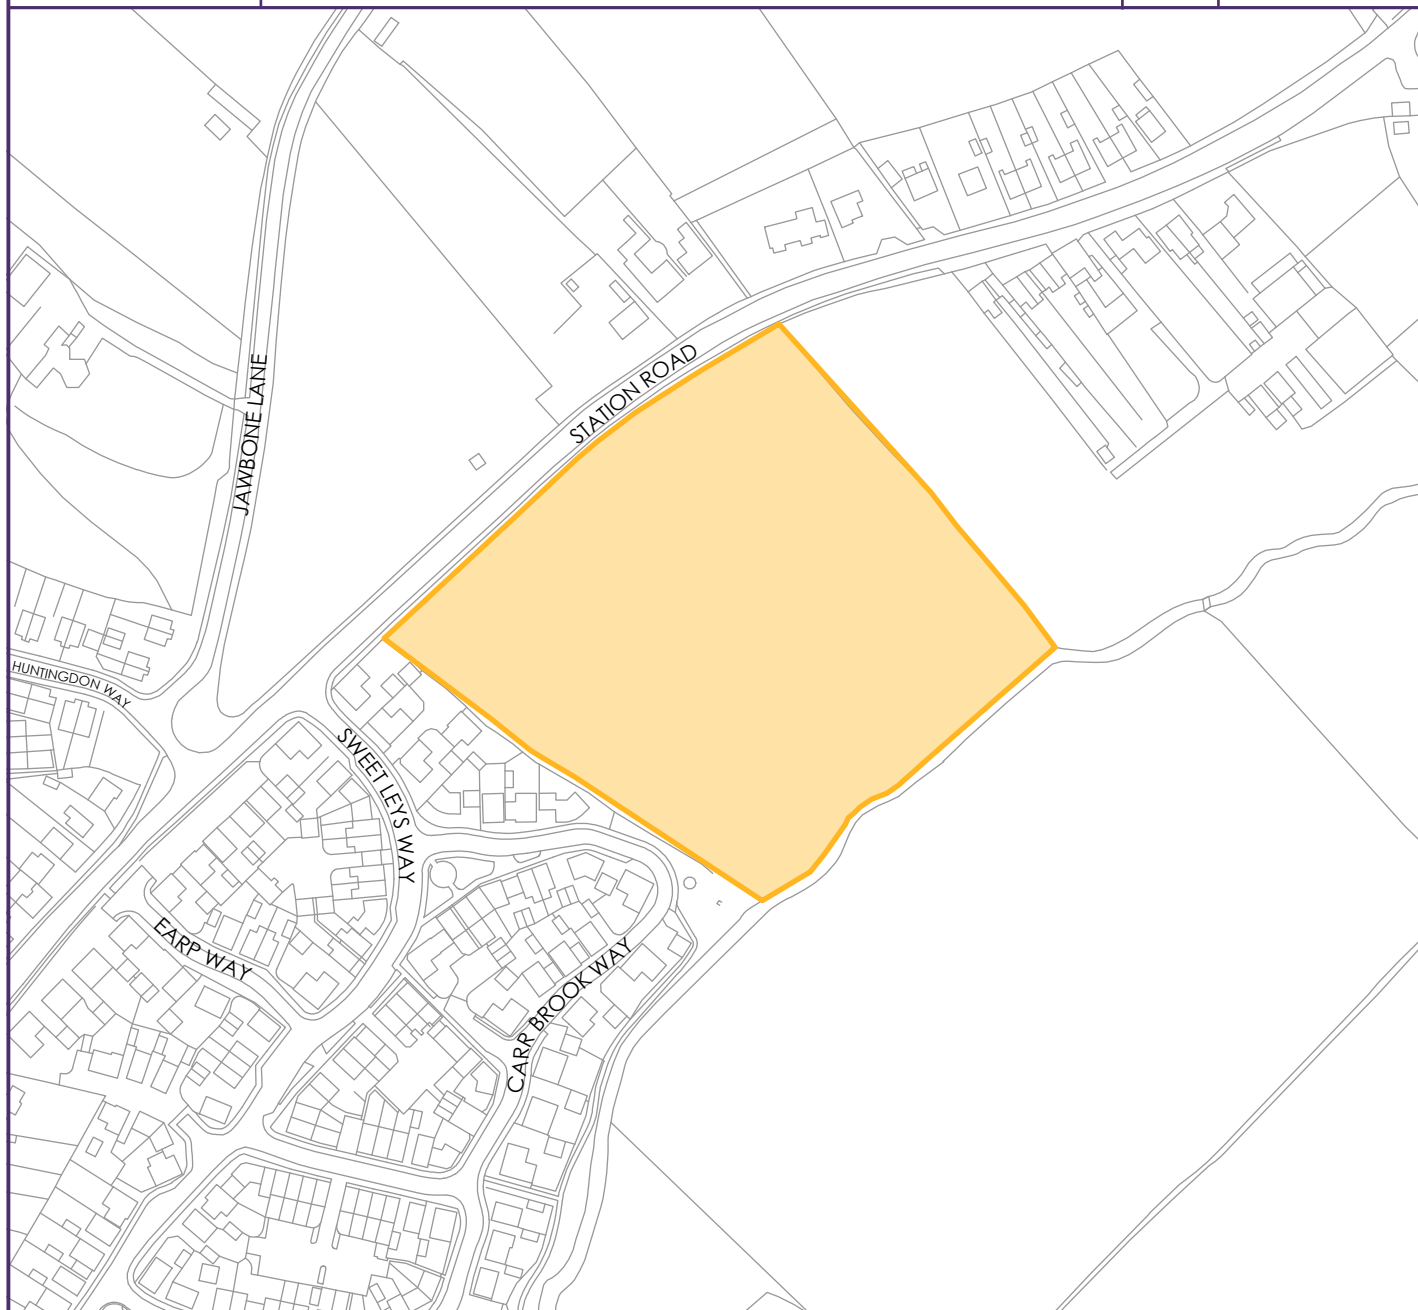 STATION ROAD
JAWBONE LANE
HUNTINGDON WAY
SWEET LEYS WAY
EARP WAY
CARR BROOK WAY